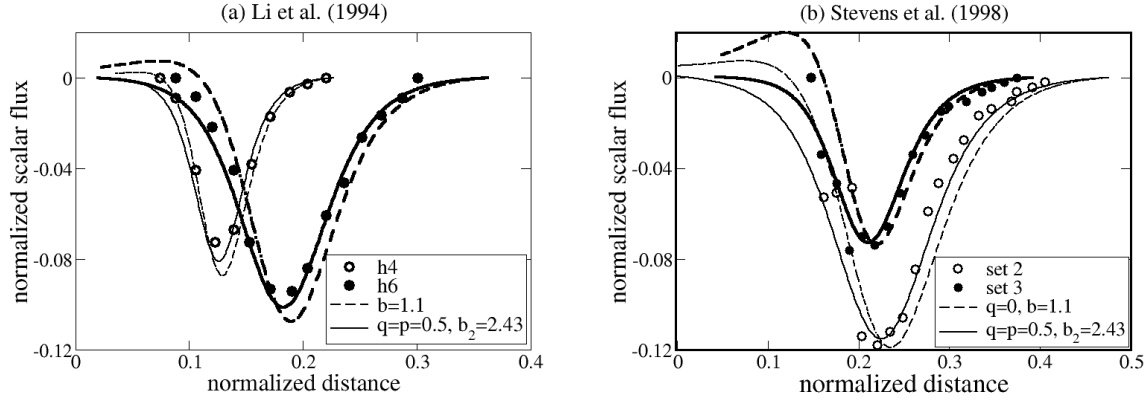 (a) Li et al. (1994)
normalized scalar flux
0
-0.04
-0.08
-0.12
h4
h6
b=1.1
q=p=0.5, b₂=2.43
0 0.1 0.2 0.3 0.4
normalized distance
(b) Stevens et al. (1998)
normalized scalar flux
0
-0.04
-0.08
-0.12
set 2
set 3
q=0, b=1.1
q=p=0.5, b₂=2.43
0 0.1 0.2 0.3 0.4 0.5
normalized distance